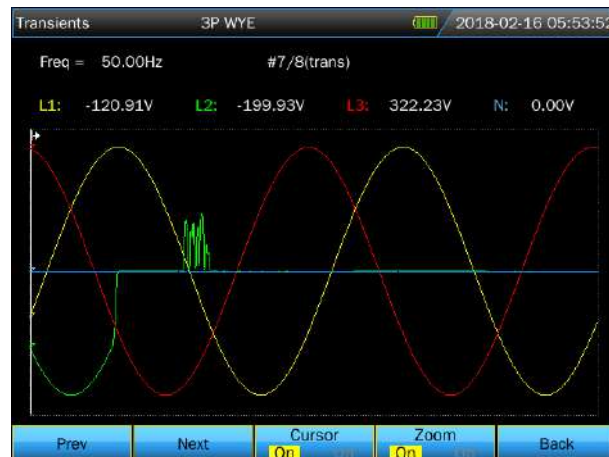 Transients 3P WYE 2018-02-16 05:53:52
Freq = 50.00Hz #7/8(trans)
L1: -120.91V L2: -199.93V L3: 322.23V N: 0.00V
Prev Next Cursor Zoom Back
On On